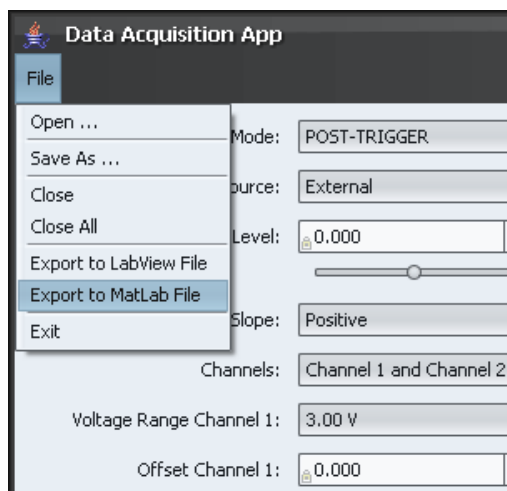 Data Acquisition App
File
Open ...
Save As ...
Close
Close All
Export to LabView File
Export to MatLab File
Exit
Mode: POST-TRIGGER
ource: External
Level: 0.000
Slope: Positive
Channels: Channel 1 and Channel 2
Voltage Range Channel 1: 3.00 V
Offset Channel 1: 0.000